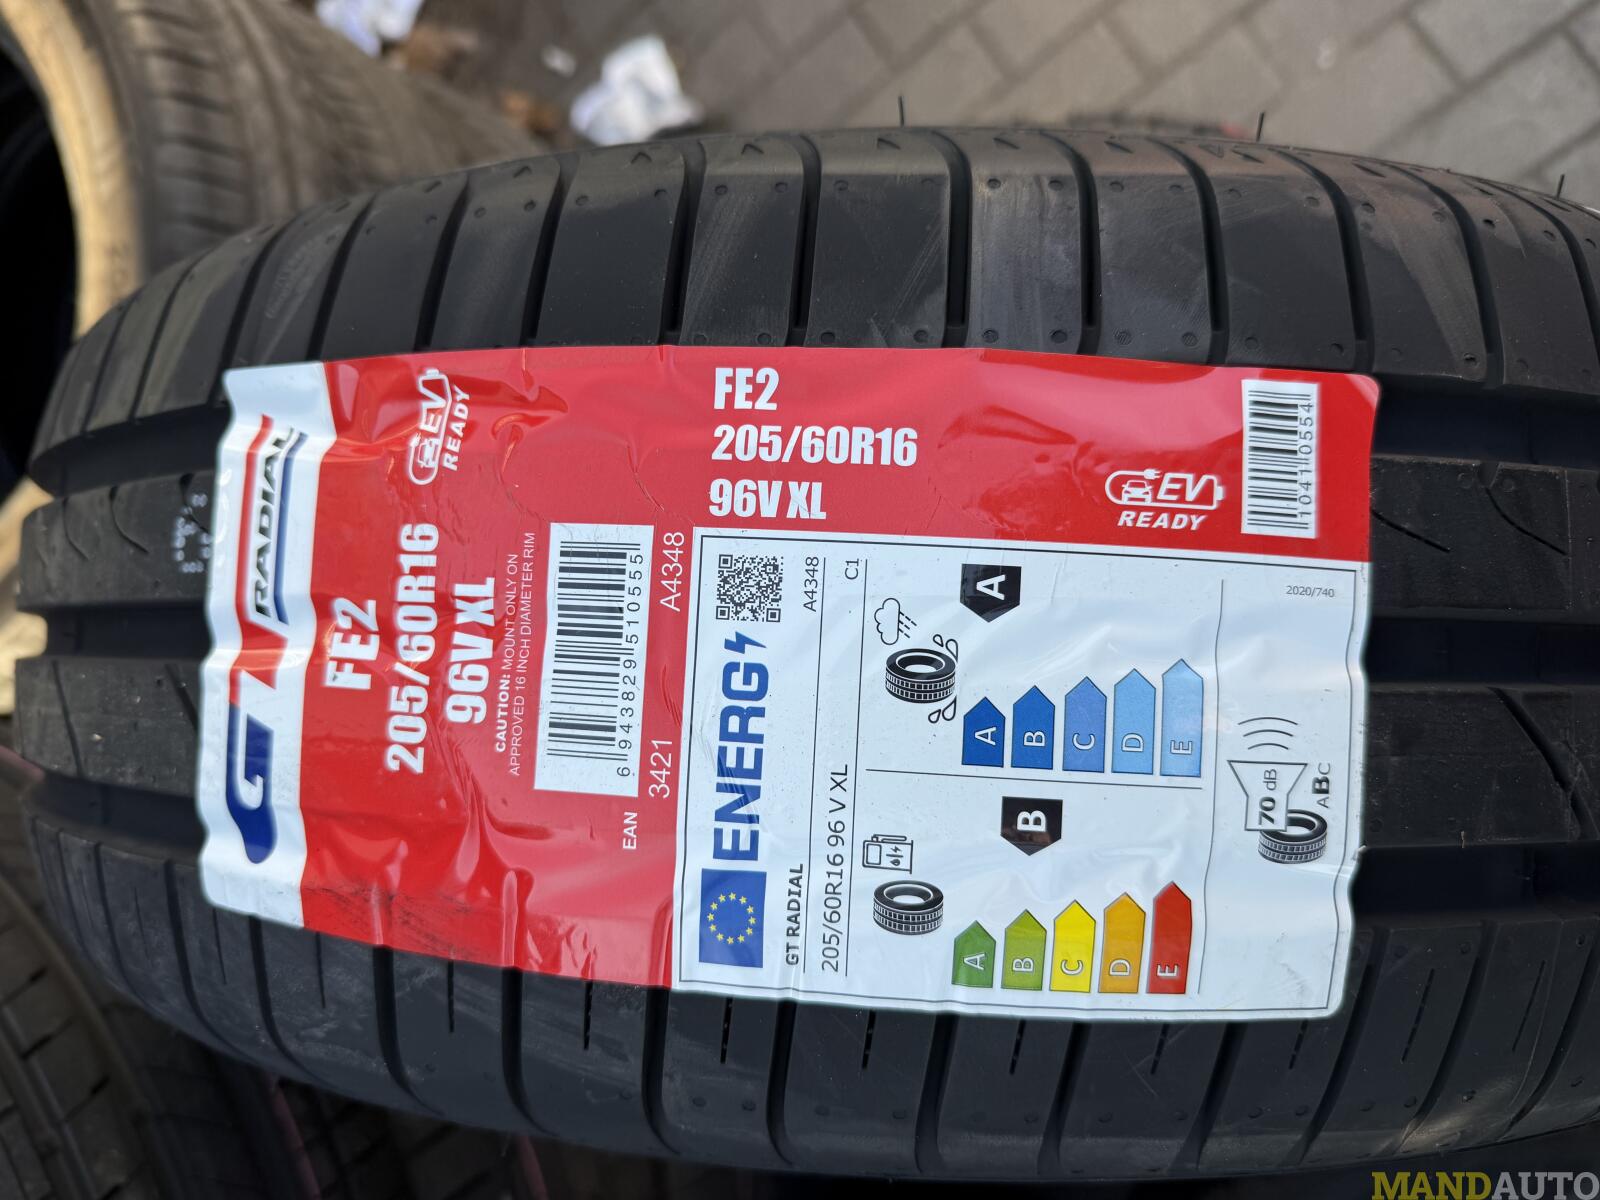 GT RADIAL
EV
READY
FE2
205/60R16
96V XL
CAUTION: MOUNT ONLY ON
APPROVED 16 INCH DIAMETER RIM
6 943829 510555
EAN
3421 A4348
FE2
205/60R16
96V XL
EV
READY
10410554
ENERG
GT RADIAL
A4348
205/60R16 96 V XL
C1
A
A
B
C
D
E
B
A
B
C
D
E
70 dB
ABC
2020/740
MANDAUTO